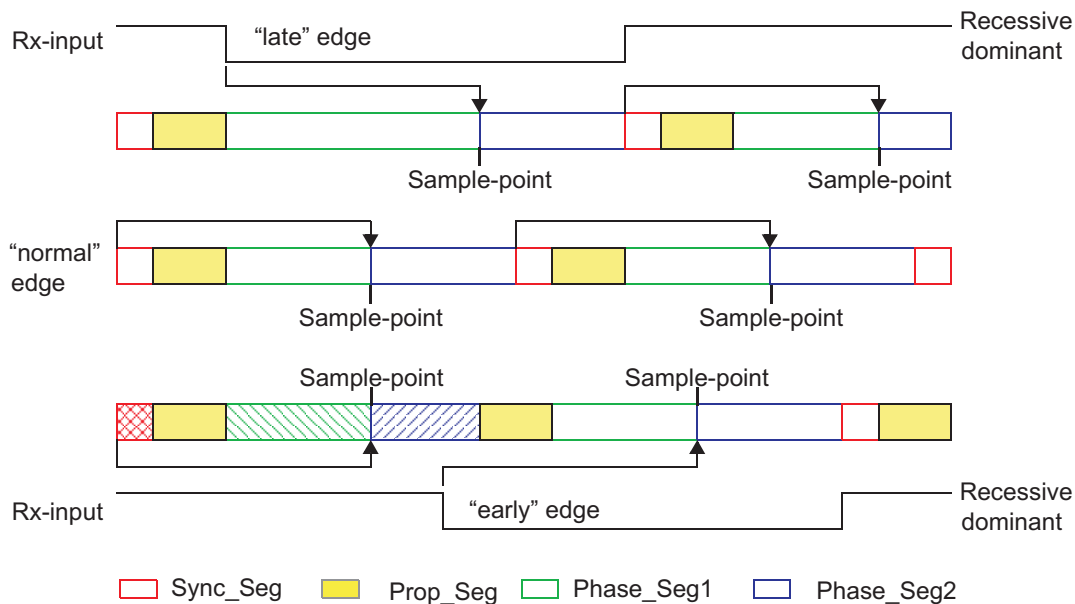 Rx-input
“late” edge
Recessive
dominant
Sample-point
Sample-point
“normal”
edge
Sample-point
Sample-point
Sample-point
Sample-point
Rx-input
“early” edge
Recessive
dominant
Sync_Seg
Prop_Seg
Phase_Seg1
Phase_Seg2